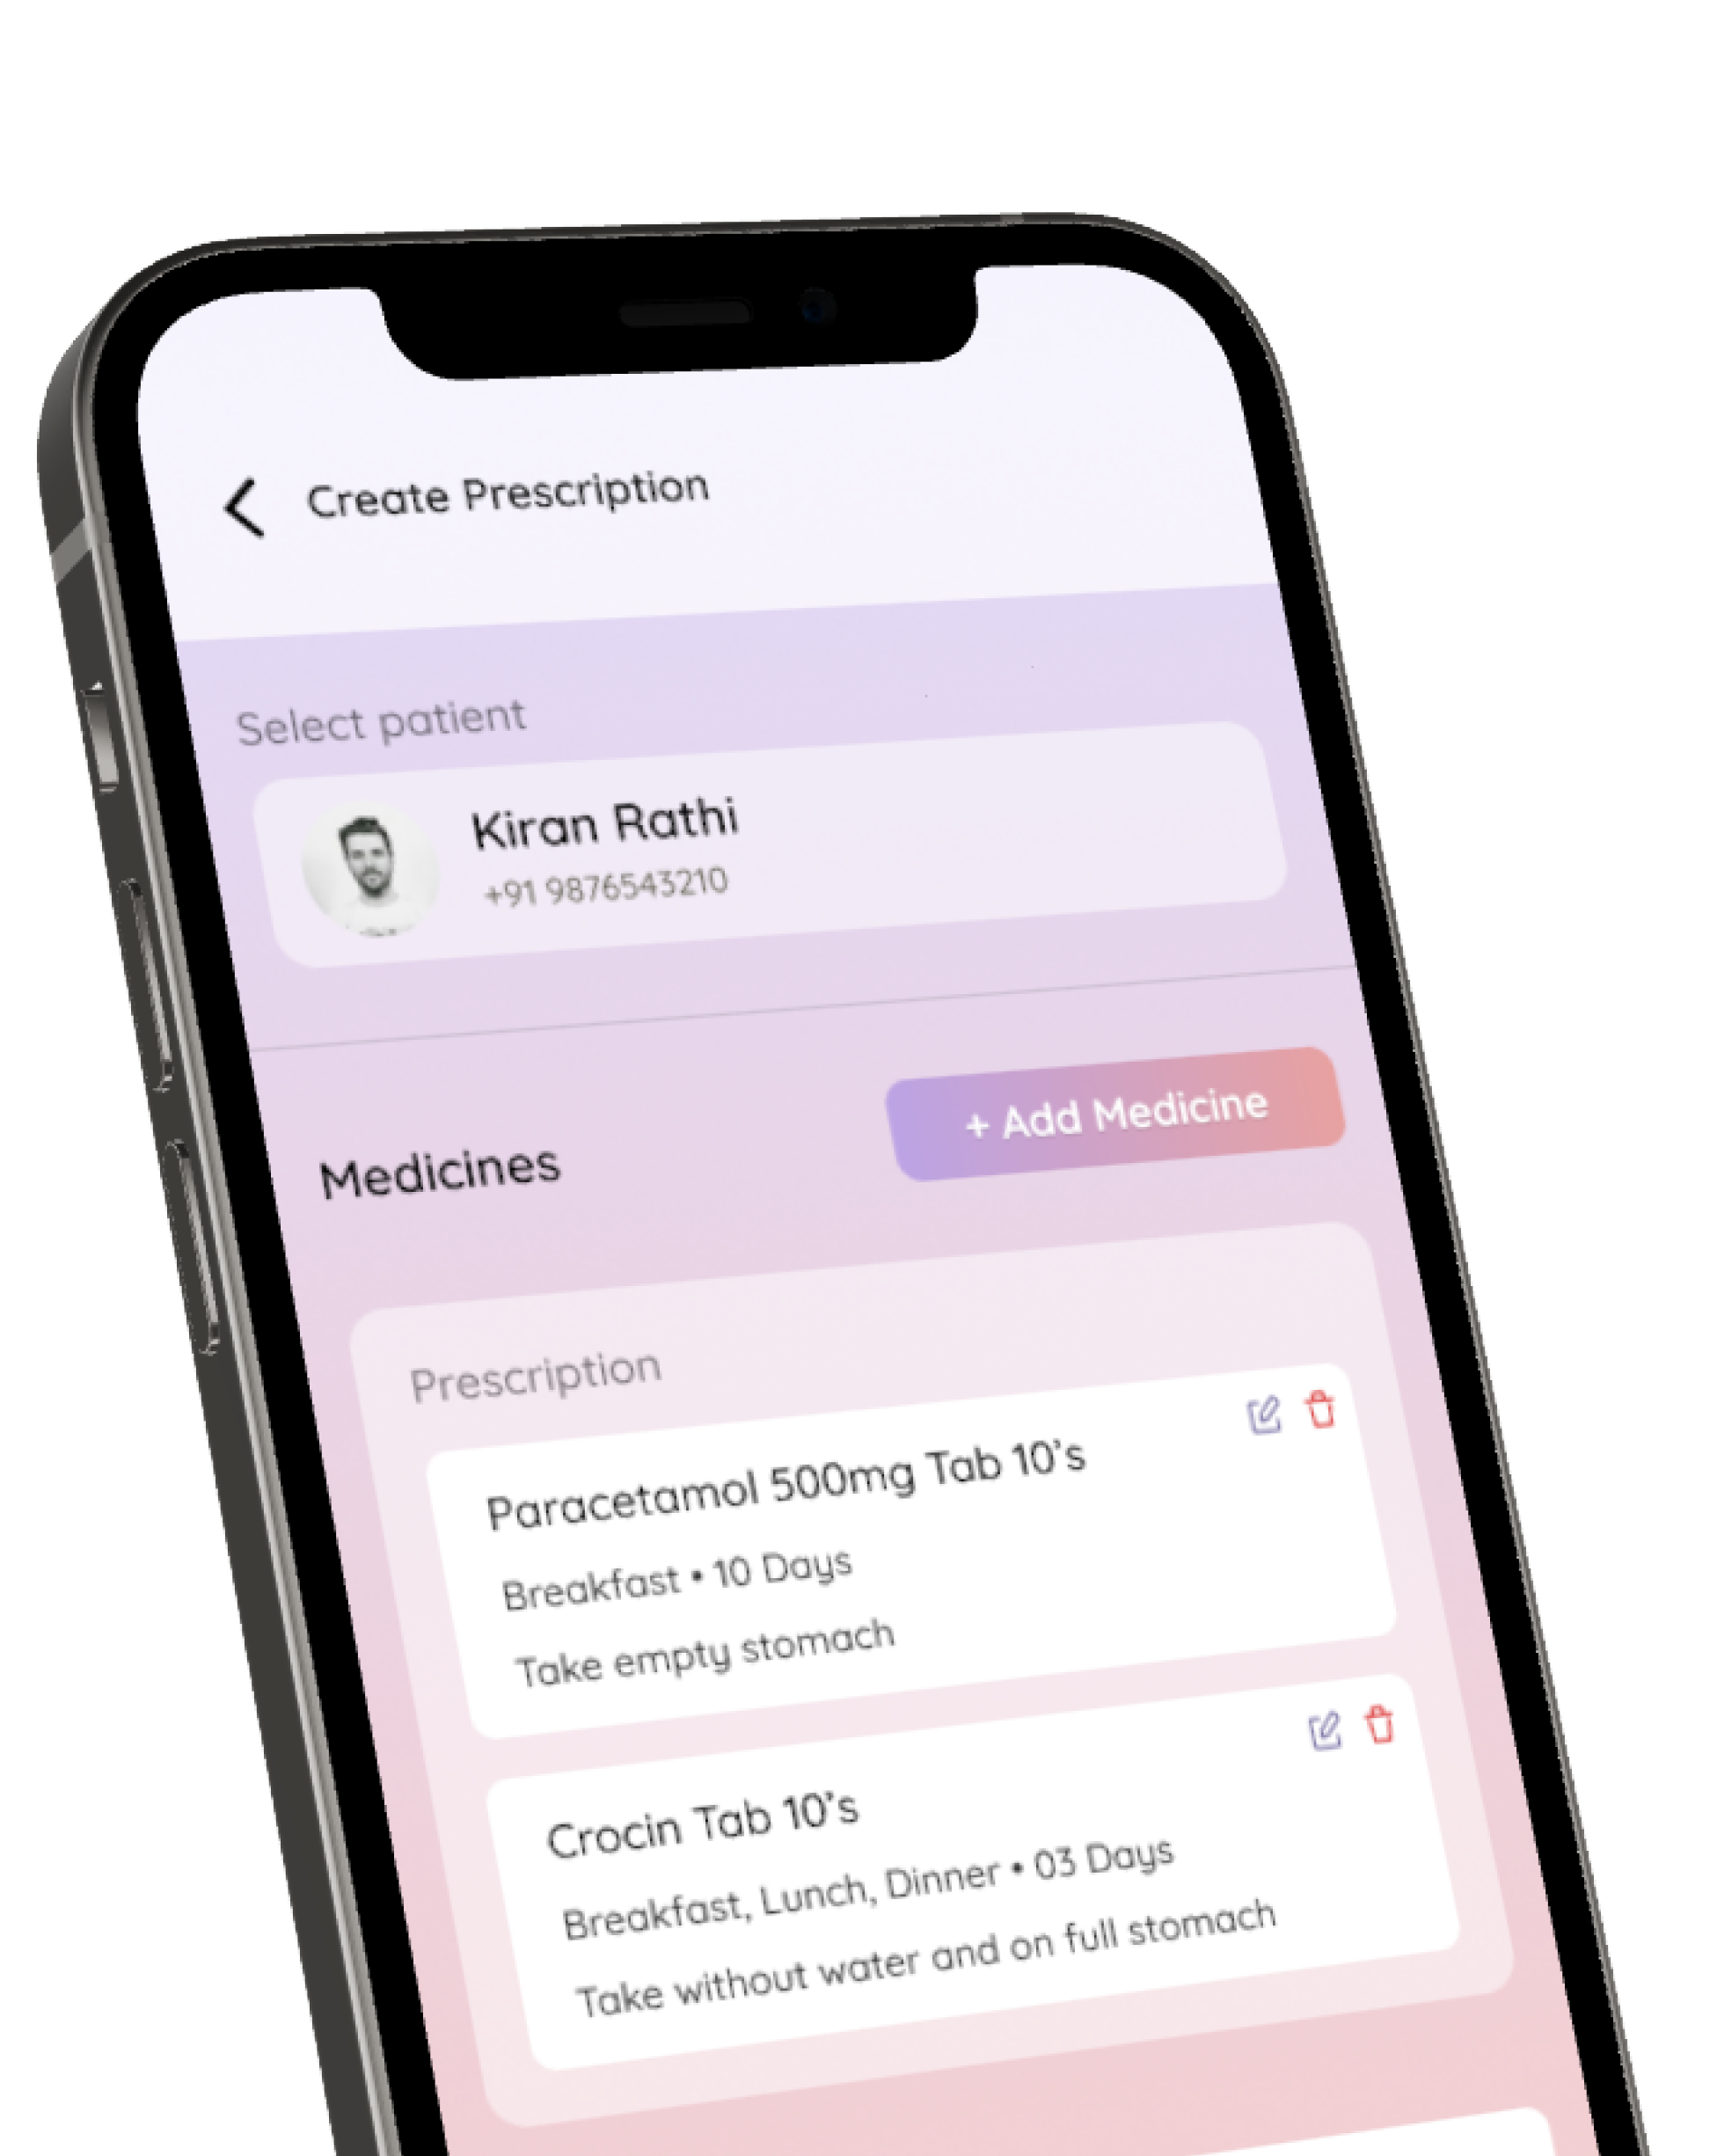 Create Prescription
Select patient
Kiran Rathi
+91 9876543210
Medicines
+ Add Medicine
Prescription
Paracetamol 500mg Tab 10's
Breakfast • 10 Days
Take empty stomach
Crocin Tab 10's
Breakfast, Lunch, Dinner • 03 Days
Take without water and on full stomach